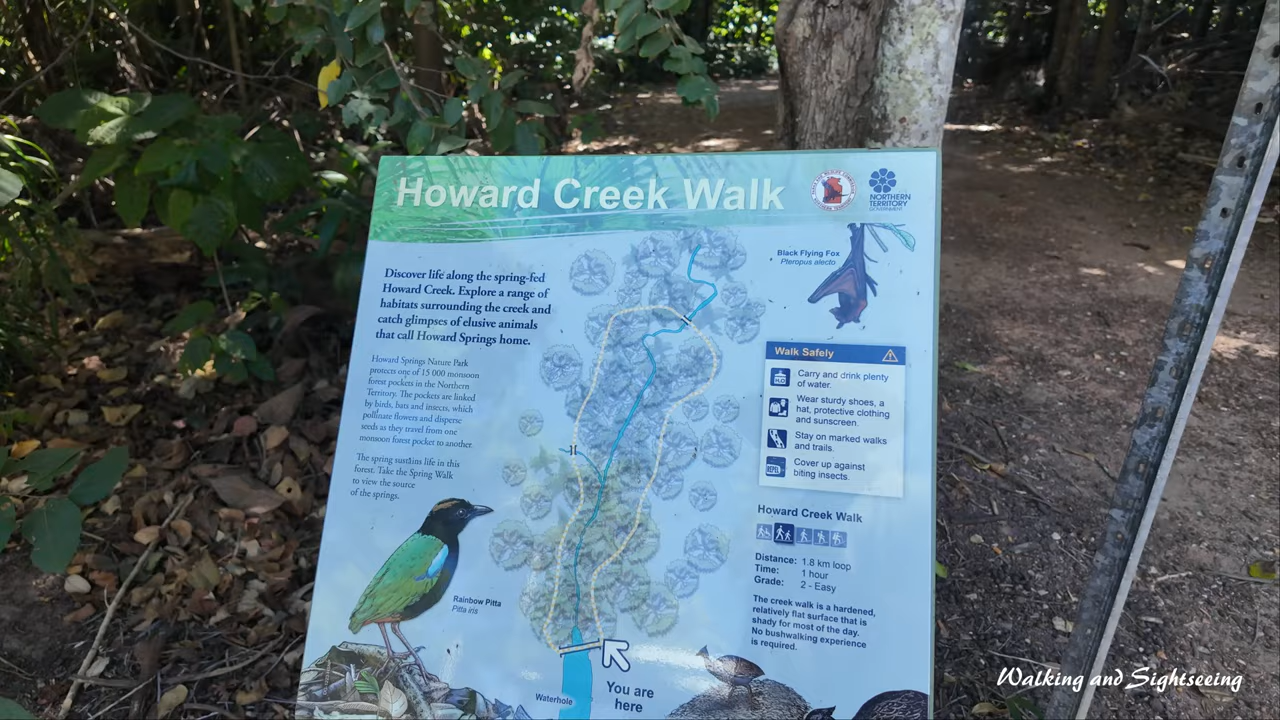 Howard Creek Walk
NORTHERN
TERRITORY
GOVERNMENT
Discover life along the spring-fed
Howard Creek. Explore a range of
habitats surrounding the creek and
catch glimpses of elusive animals
that call Howard Springs home.
Howard Springs Nature Park
protects one of 15 000 monsoon
forest pockets in the Northern
Territory. The pockets are linked
by birds, bats and insects, which
pollinate flowers and disperse
seeds as they travel from one
monsoon forest pocket to another.
The spring sustains life in this
forest. Take the Spring Walk
to view the source
of the springs.
Rainbow Pitta
Pitta iris
Black Flying Fox
Pteropus alecto
Walk Safely
H2O
Carry and drink plenty
of water.
Wear sturdy shoes, a
hat, protective clothing
and sunscreen.
Stay on marked walks
and trails.
REPEL
Cover up against
biting insects.
Howard Creek Walk
Distance: 1.8 km loop
Time: 1 hour
Grade: 2 - Easy
The creek walk is a hardened,
relatively flat surface that is
shady for most of the day.
No bushwalking experience
is required.
Waterhole
You are
here
Walking and Sightseeing